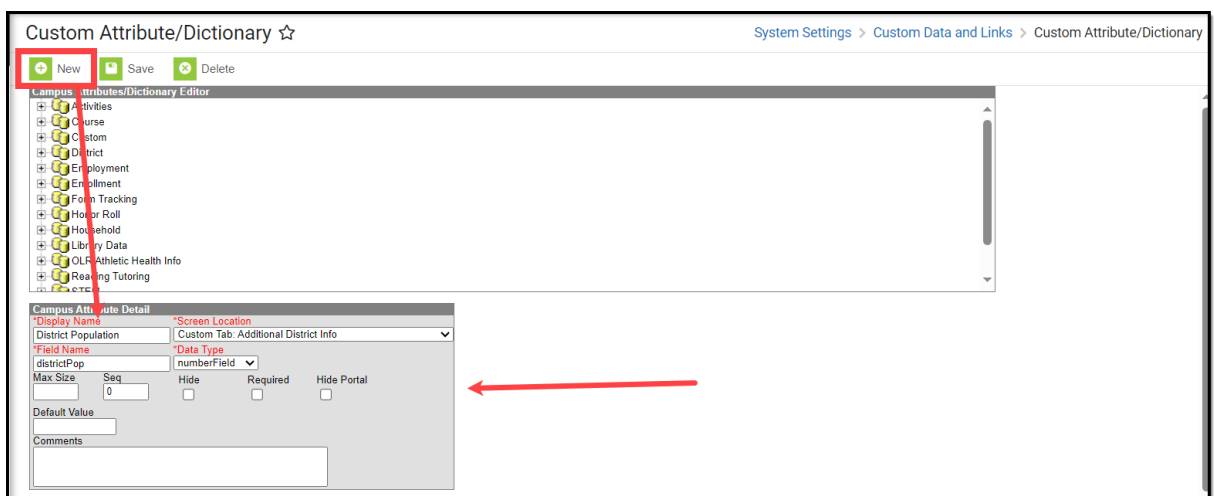 Custom Attribute/Dictionary
System Settings > Custom Data and Links > Custom Attribute/Dictionary
New Save Delete
Campus Attributes/Dictionary Editor
Activities
Course
Custom
District
Employment
Enrollment
Form Tracking
Honor Roll
Household
Library Data
OLR Athletic Health Info
Reading Tutoring
STEM
Campus Attribute Detail
*Display Name *Screen Location
District Population Custom Tab: Additional District Info
*Field Name *Data Type
districtPop numberField
Max Size Seq Hide Required Hide Portal
0
Default Value
Comments